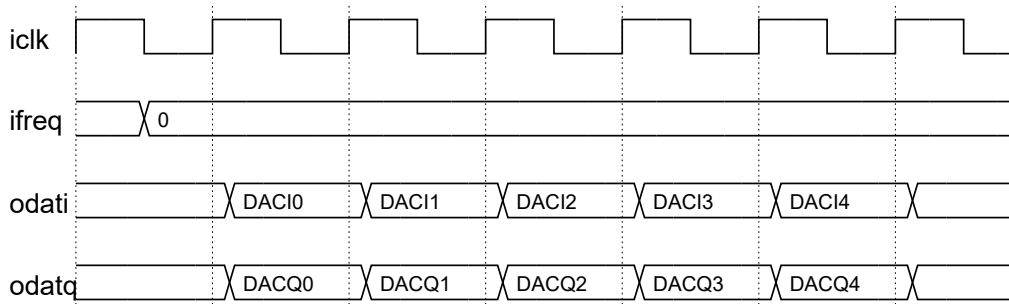 iclk
ifreq 0
odati DACI0 DACI1 DACI2 DACI3 DACI4
odatq DACQ0 DACQ1 DACQ2 DACQ3 DACQ4